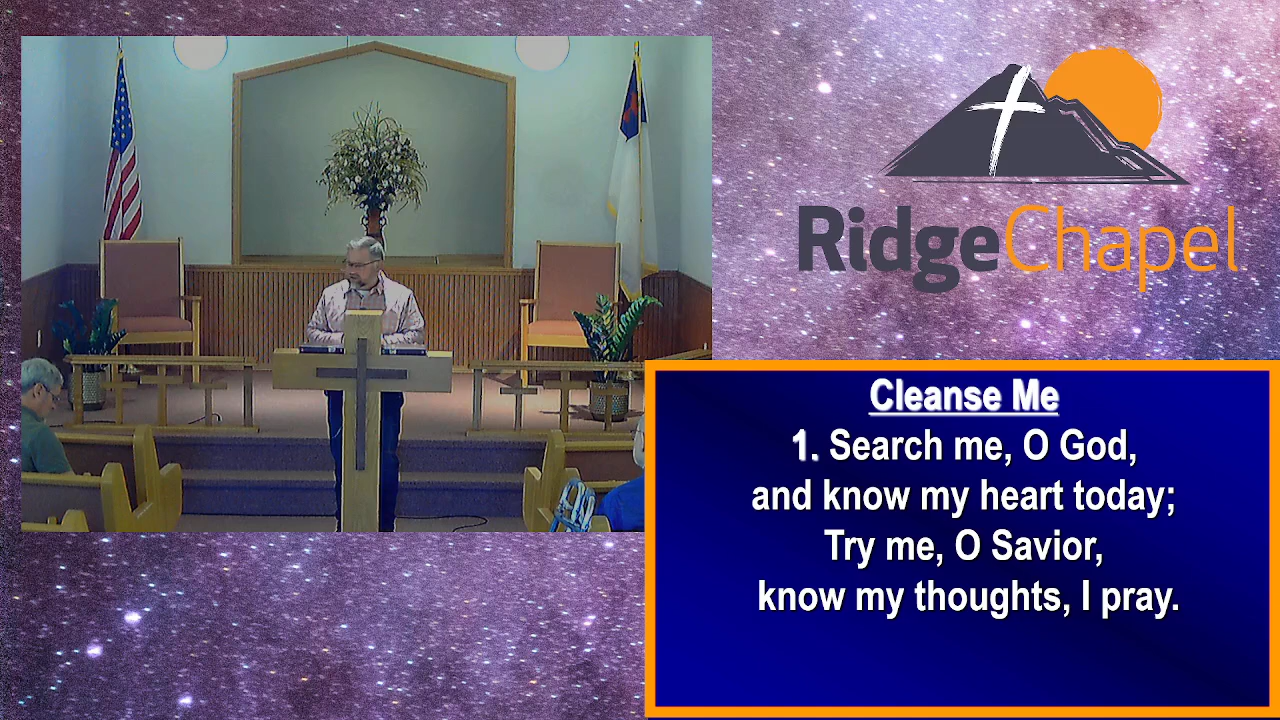 RidgeChapel
Cleanse Me
1. Search me, O God,
and know my heart today;
Try me, O Savior,
know my thoughts, I pray.